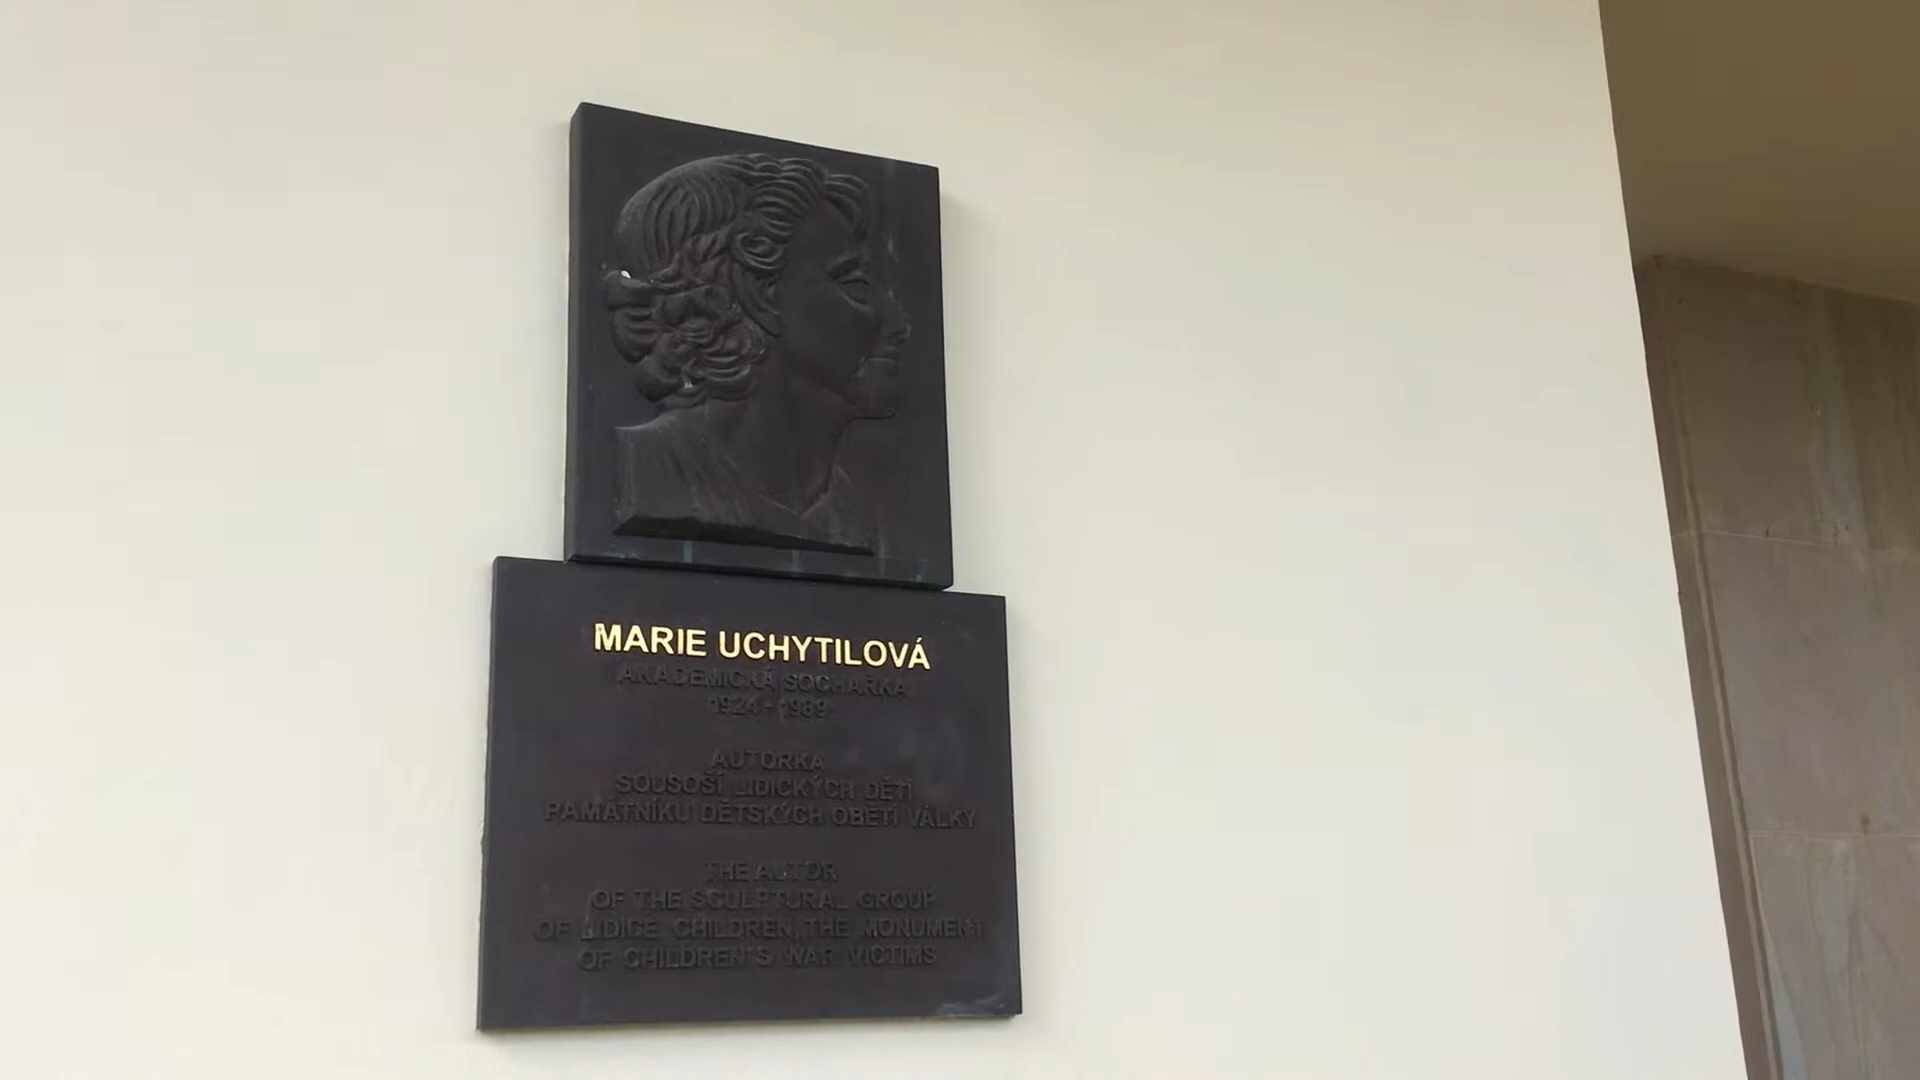 MARIE UCHYTILOVÁ
AKADEMICKÁ SOCHAŘKA
1924 - 1989
AUTORKA
SOUSOŠÍ LIDICKÝCH DĚTÍ
PAMÁTNÍKU DĚTSKÝCH OBĚTÍ VÁLKY
THE AUTOR
OF THE SCULPTURAL GROUP
OF LIDICE CHILDREN, THE MONUMENT
OF CHILDREN'S WAR VICTIMS